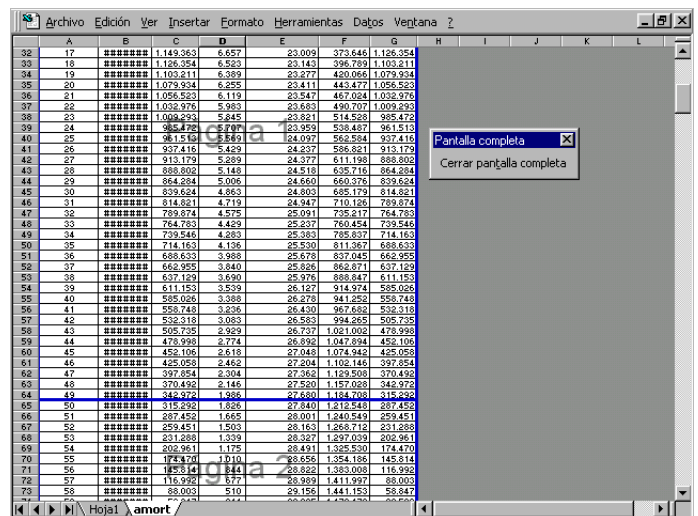 Archivo Edición Ver Insertar Formato Herramientas Datos Ventana ?
A B C D E F G H I J K L
32 17 ####### 1.149.363 6.657 23.009 373.646 1.126.354
33 18 ####### 1.126.354 6.523 23.143 396.789 1.103.211
34 19 ####### 1.103.211 6.389 23.277 420.066 1.079.934
35 20 ####### 1.079.934 6.255 23.411 443.477 1.056.523
36 21 ####### 1.056.523 6.119 23.547 467.024 1.032.976
37 22 ####### 1.032.976 5.983 23.683 490.707 1.009.293
38 23 ####### 1.009.293 5.845 23.821 514.528 985.472
39 24 ####### 985.472 5.707 23.959 538.487 961.513
40 25 ####### 961.513 5.569 24.097 562.584 937.416
41 26 ####### 937.416 5.429 24.237 586.821 913.179
42 27 ####### 913.179 5.289 24.377 611.198 888.802
43 28 ####### 888.802 5.148 24.518 635.716 864.284
44 29 ####### 864.284 5.006 24.660 660.376 839.624
45 30 ####### 839.624 4.863 24.803 685.179 814.821
46 31 ####### 814.821 4.719 24.947 710.126 789.874
47 32 ####### 789.874 4.575 25.091 735.217 764.783
48 33 ####### 764.783 4.429 25.237 760.454 739.546
49 34 ####### 739.546 4.283 25.383 785.837 714.163
50 35 ####### 714.163 4.136 25.530 811.367 688.633
51 36 ####### 688.633 3.988 25.678 837.045 662.955
52 37 ####### 662.955 3.840 25.826 862.871 637.129
53 38 ####### 637.129 3.690 25.976 888.847 611.153
54 39 ####### 611.153 3.539 26.127 914.974 585.026
55 40 ####### 585.026 3.388 26.278 941.252 558.748
56 41 ####### 558.748 3.236 26.430 967.682 532.318
57 42 ####### 532.318 3.083 26.583 994.265 505.735
58 43 ####### 505.735 2.929 26.737 1.021.002 478.998
59 44 ####### 478.998 2.774 26.892 1.047.894 452.106
60 45 ####### 452.106 2.618 27.048 1.074.942 425.058
61 46 ####### 425.058 2.462 27.204 1.102.146 397.854
62 47 ####### 397.854 2.304 27.362 1.129.508 370.492
63 48 ####### 370.492 2.146 27.520 1.157.028 342.972
64 49 ####### 342.972 1.986 27.680 1.184.708 315.292
65 50 ####### 315.292 1.826 27.840 1.212.548 287.452
66 51 ####### 287.452 1.665 28.001 1.240.549 259.451
67 52 ####### 259.451 1.503 28.163 1.268.712 231.288
68 53 ####### 231.288 1.339 28.327 1.297.039 202.961
69 54 ####### 202.961 1.175 28.491 1.325.530 174.470
70 55 ####### 174.470 1.010 28.656 1.354.186 145.814
71 56 ####### 145.814 844 28.822 1.383.008 116.992
72 57 ####### 116.992 677 28.989 1.411.997 88.003
73 58 ####### 88.003 510 29.156 1.441.153 58.847
Página 1
Página 2
Pantalla completa
Cerrar pantalla completa
Hoja1 amort